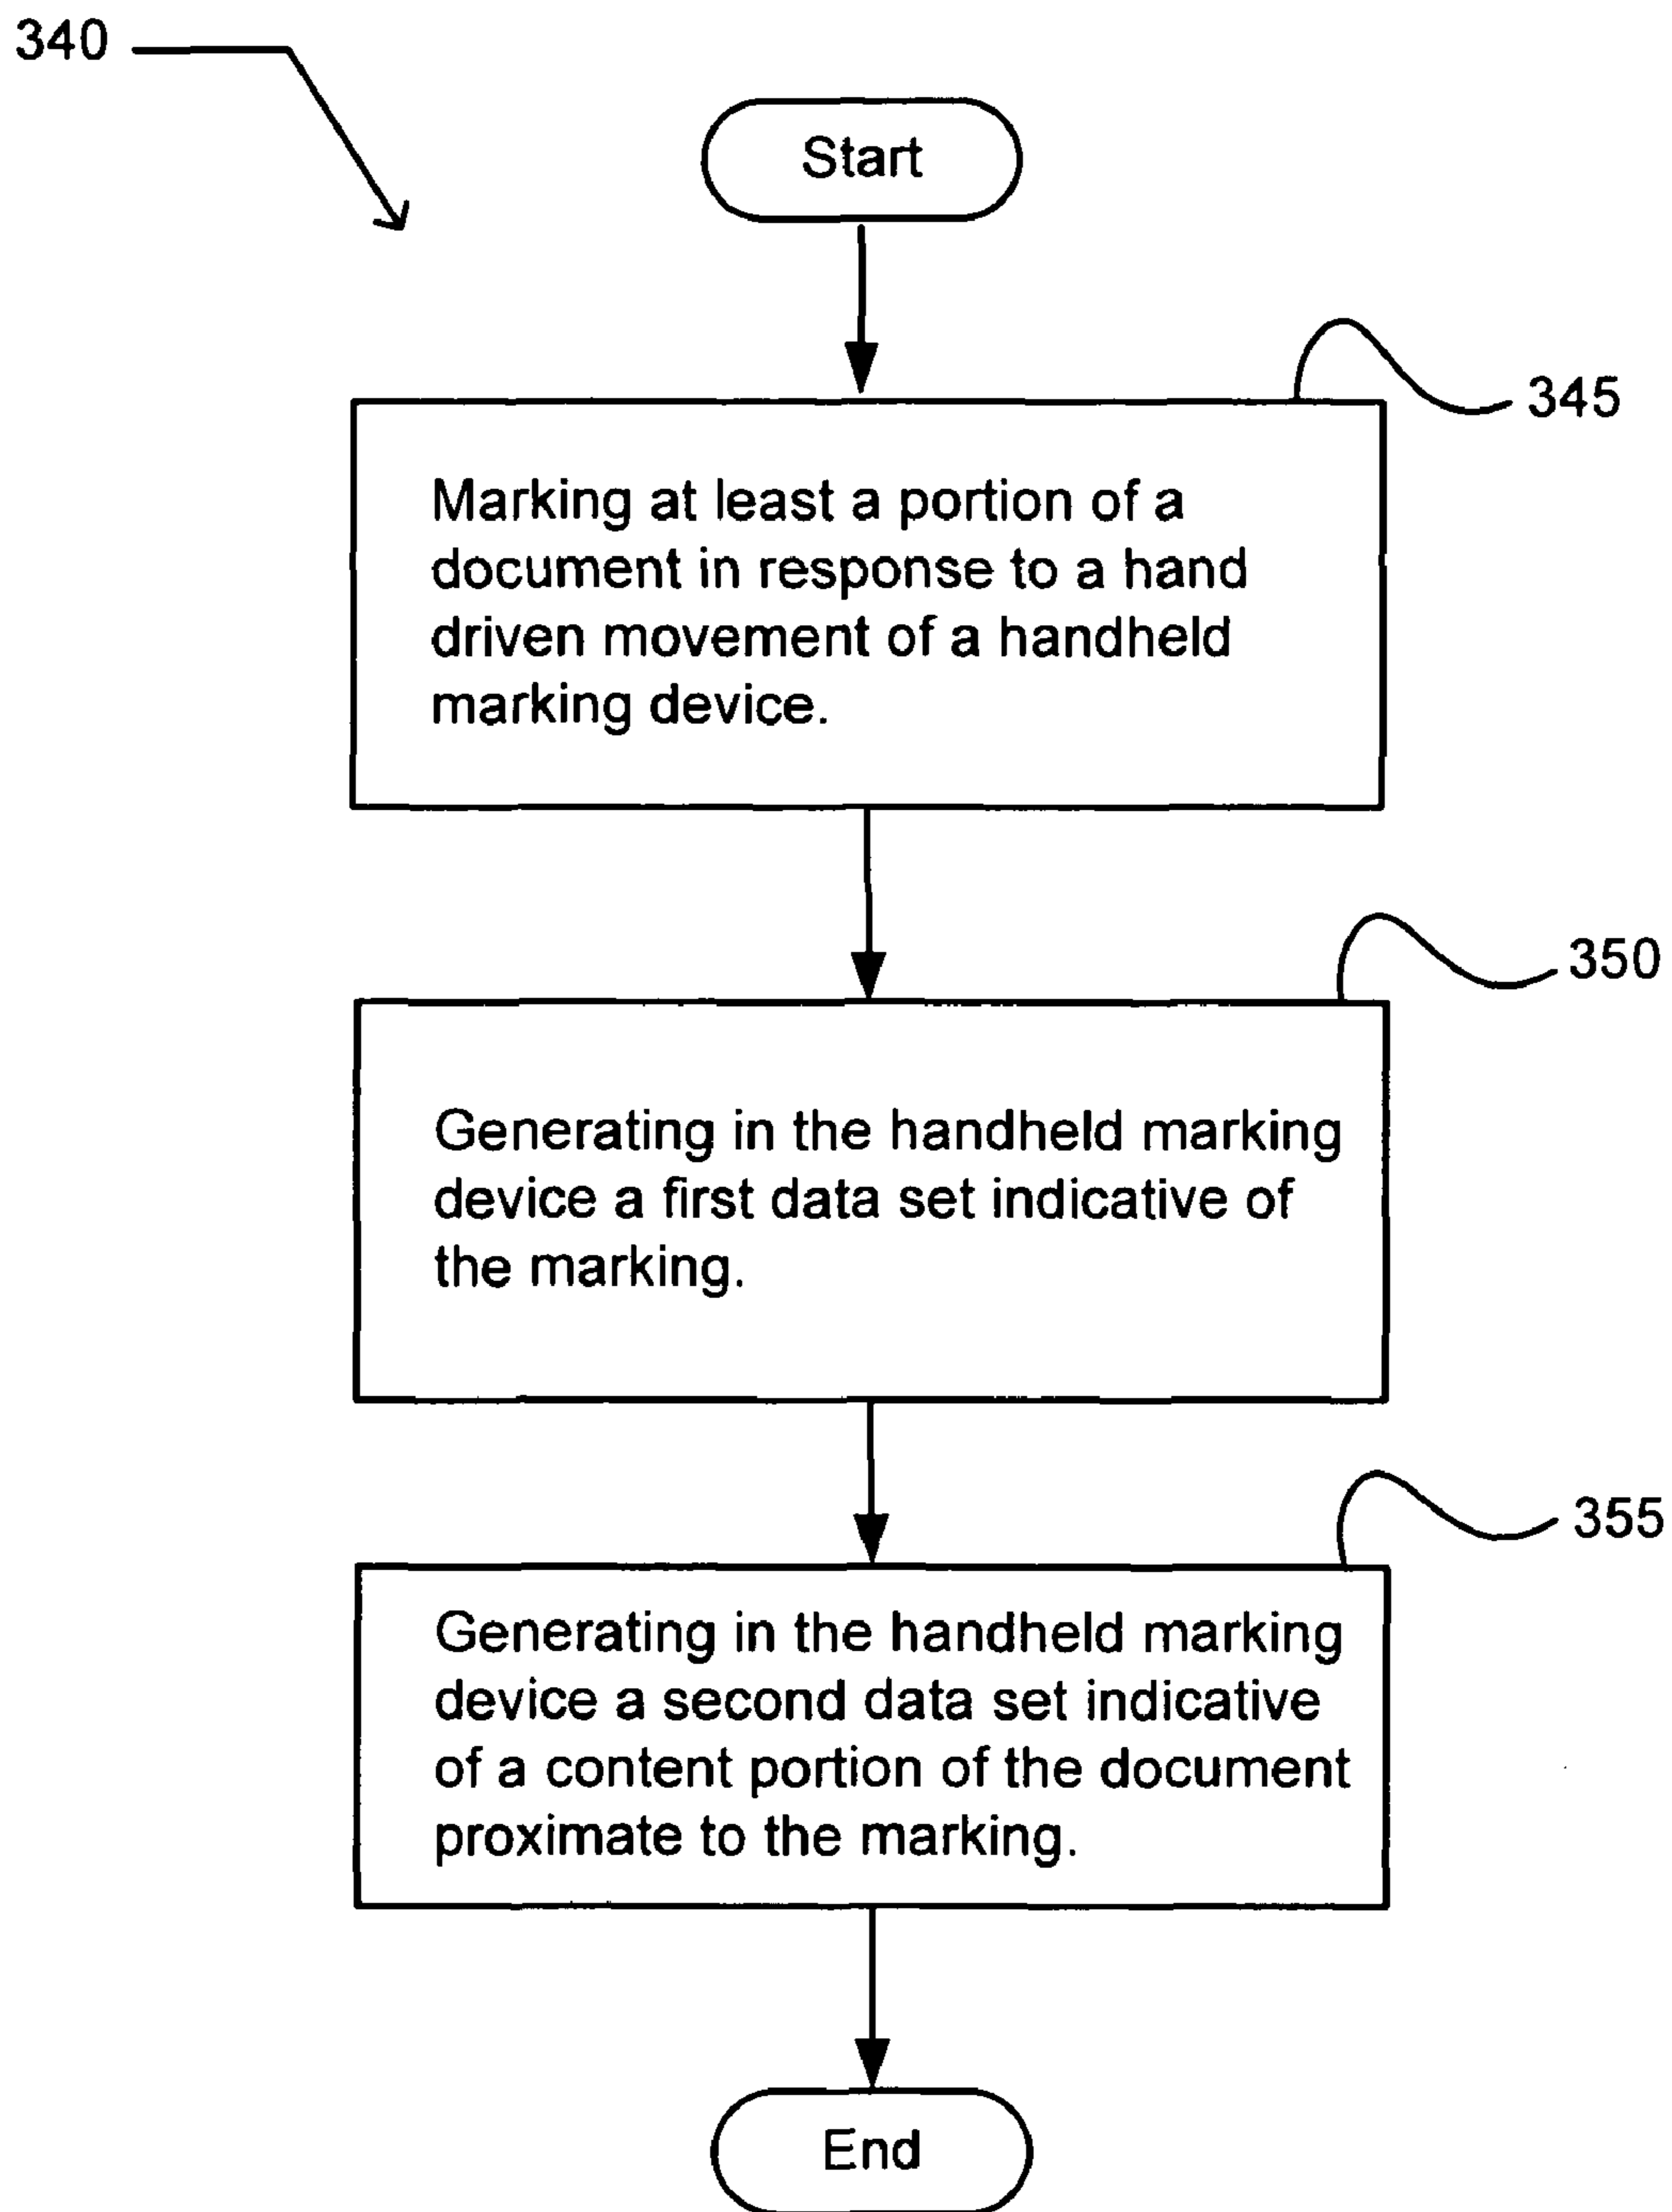 340
Start
345
Marking at least a portion of a
document in response to a hand
driven movement of a handheld
marking device.
350
Generating in the handheld marking
device a first data set indicative of
the marking.
355
Generating in the handheld marking
device a second data set indicative
of a content portion of the document
proximate to the marking.
End